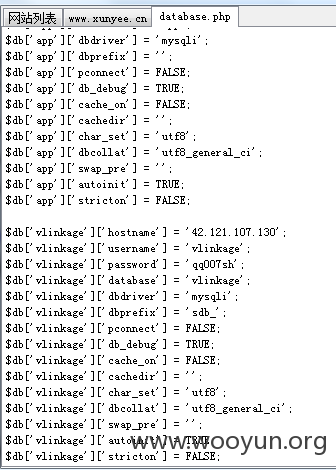 网站列表 www.xunyee.cn database.php
$db['app']['dbdriver'] = 'mysqli';
$db['app']['dbprefix'] = '';
$db['app']['pconnect'] = FALSE;
$db['app']['db_debug'] = TRUE;
$db['app']['cache_on'] = FALSE;
$db['app']['cachedir'] = '';
$db['app']['char_set'] = 'utf8';
$db['app']['dbcollat'] = 'utf8_general_ci';
$db['app']['swap_pre'] = '';
$db['app']['autoinit'] = TRUE;
$db['app']['stricton'] = FALSE;
$db['vlinkage']['hostname'] = '42.121.107.130';
$db['vlinkage']['username'] = 'vlinkage';
$db['vlinkage']['password'] = 'qq007sh';
$db['vlinkage']['database'] = 'vlinkage';
$db['vlinkage']['dbdriver'] = 'mysqli';
$db['vlinkage']['dbprefix'] = 'sdb_';
$db['vlinkage']['pconnect'] = FALSE;
$db['vlinkage']['db_debug'] = TRUE;
$db['vlinkage']['cache_on'] = FALSE;
$db['vlinkage']['cachedir'] = '';
$db['vlinkage']['char_set'] = 'utf8';
$db['vlinkage']['dbcollat'] = 'utf8_general_ci';
$db['vlinkage']['swap_pre'] = '';
www.wooyun.org
$db['vlinkage']['autoinit'] = TRUE;
$db['vlinkage']['stricton'] = FALSE;